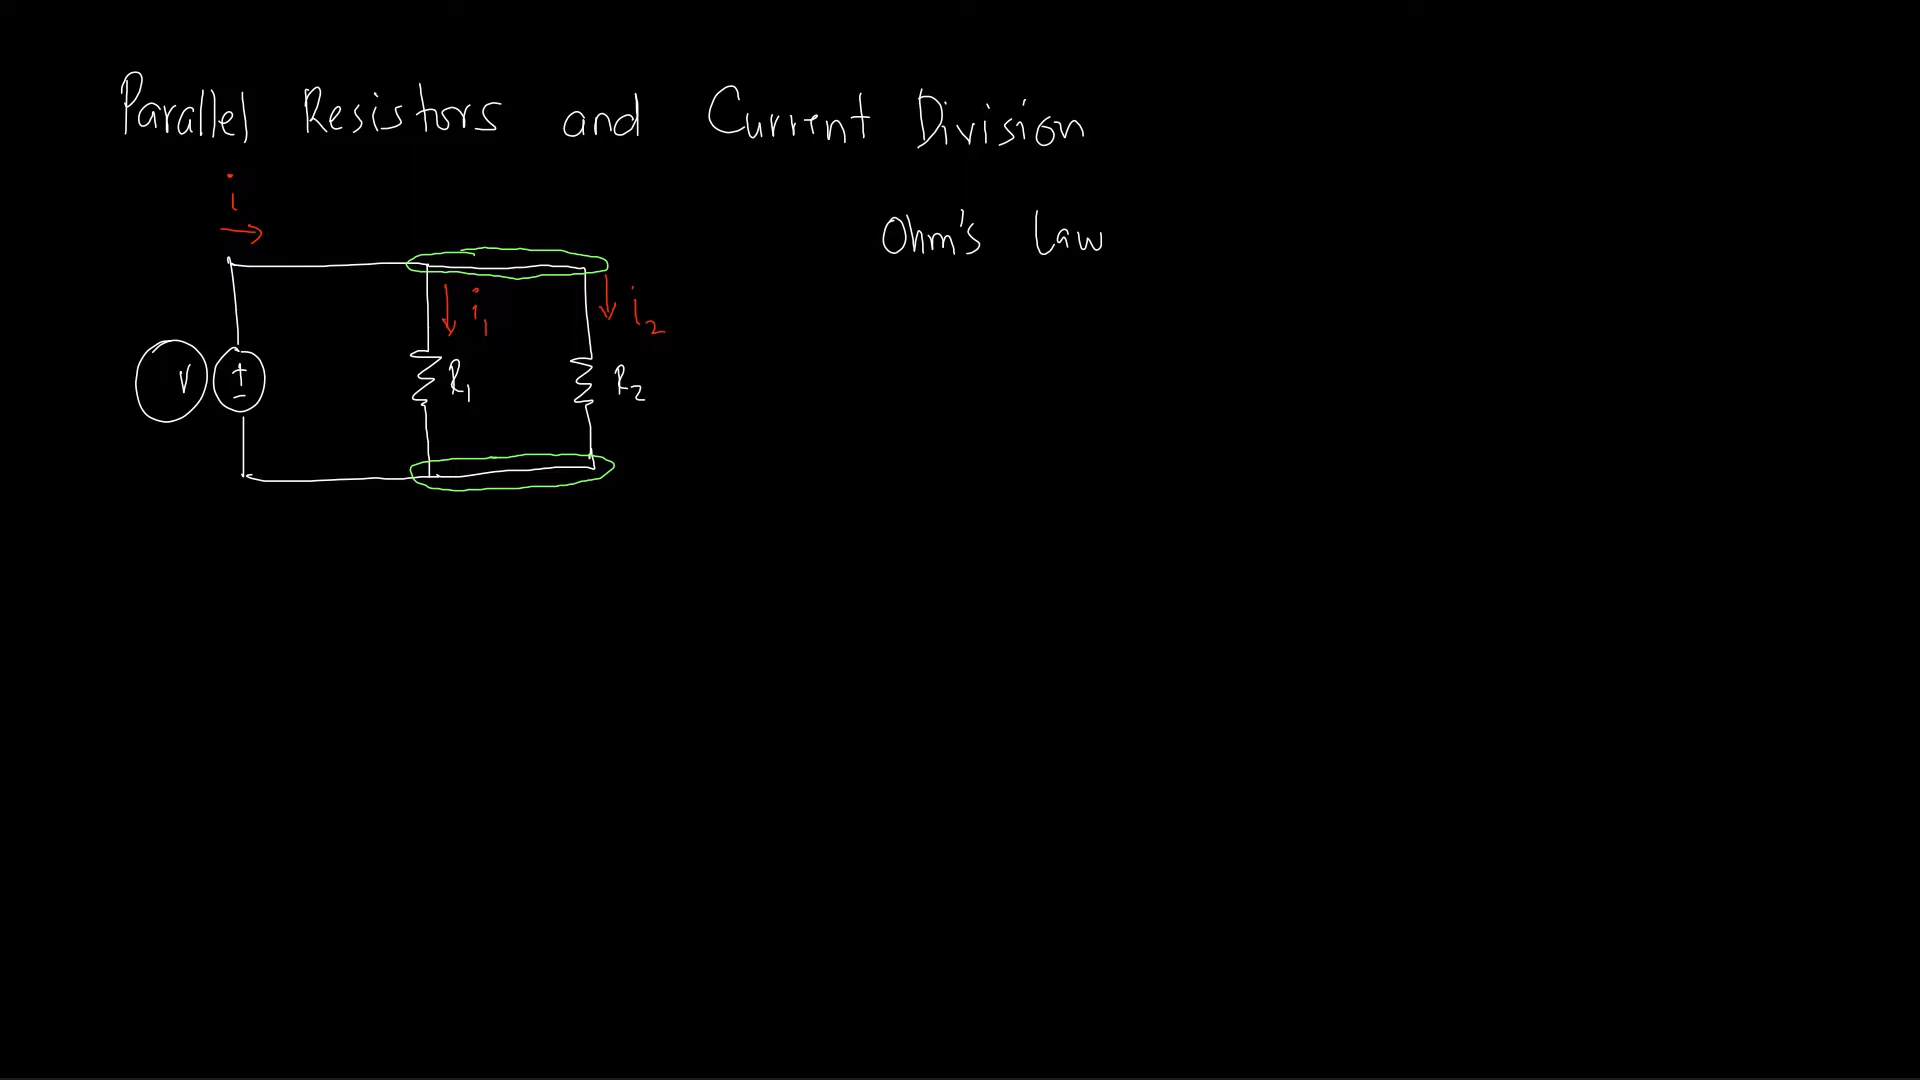 Parallel Resistors and Current Division
i
Ohm's Law
i1 i2
V + - R1 R2